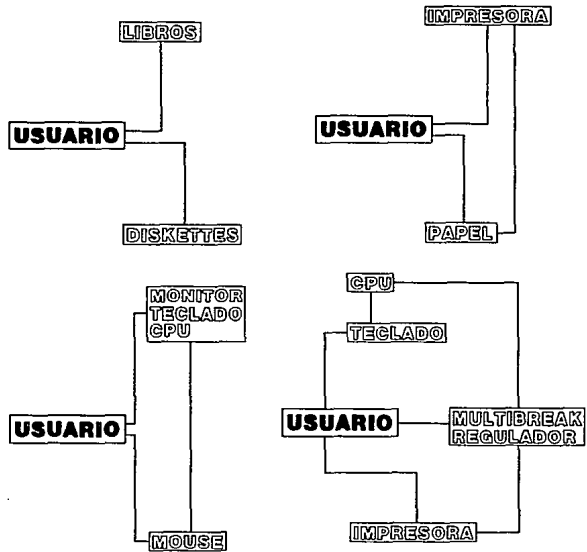 LIBROS
USUARIO
DISKETTES
IMPRESORA
USUARIO
PAPEL
MONITOR
TECLADO
CPU
USUARIO
MOUSE
CPU
TECLADO
USUARIO
MULTIBREAK
REGULADOR
IMPRESORA